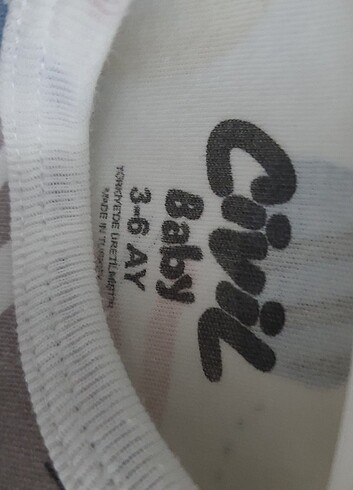 Civil
Baby
3-6 AY
TÜRKİYE'DE ÜRETİLMİŞTİR
MADE IN TURKEY